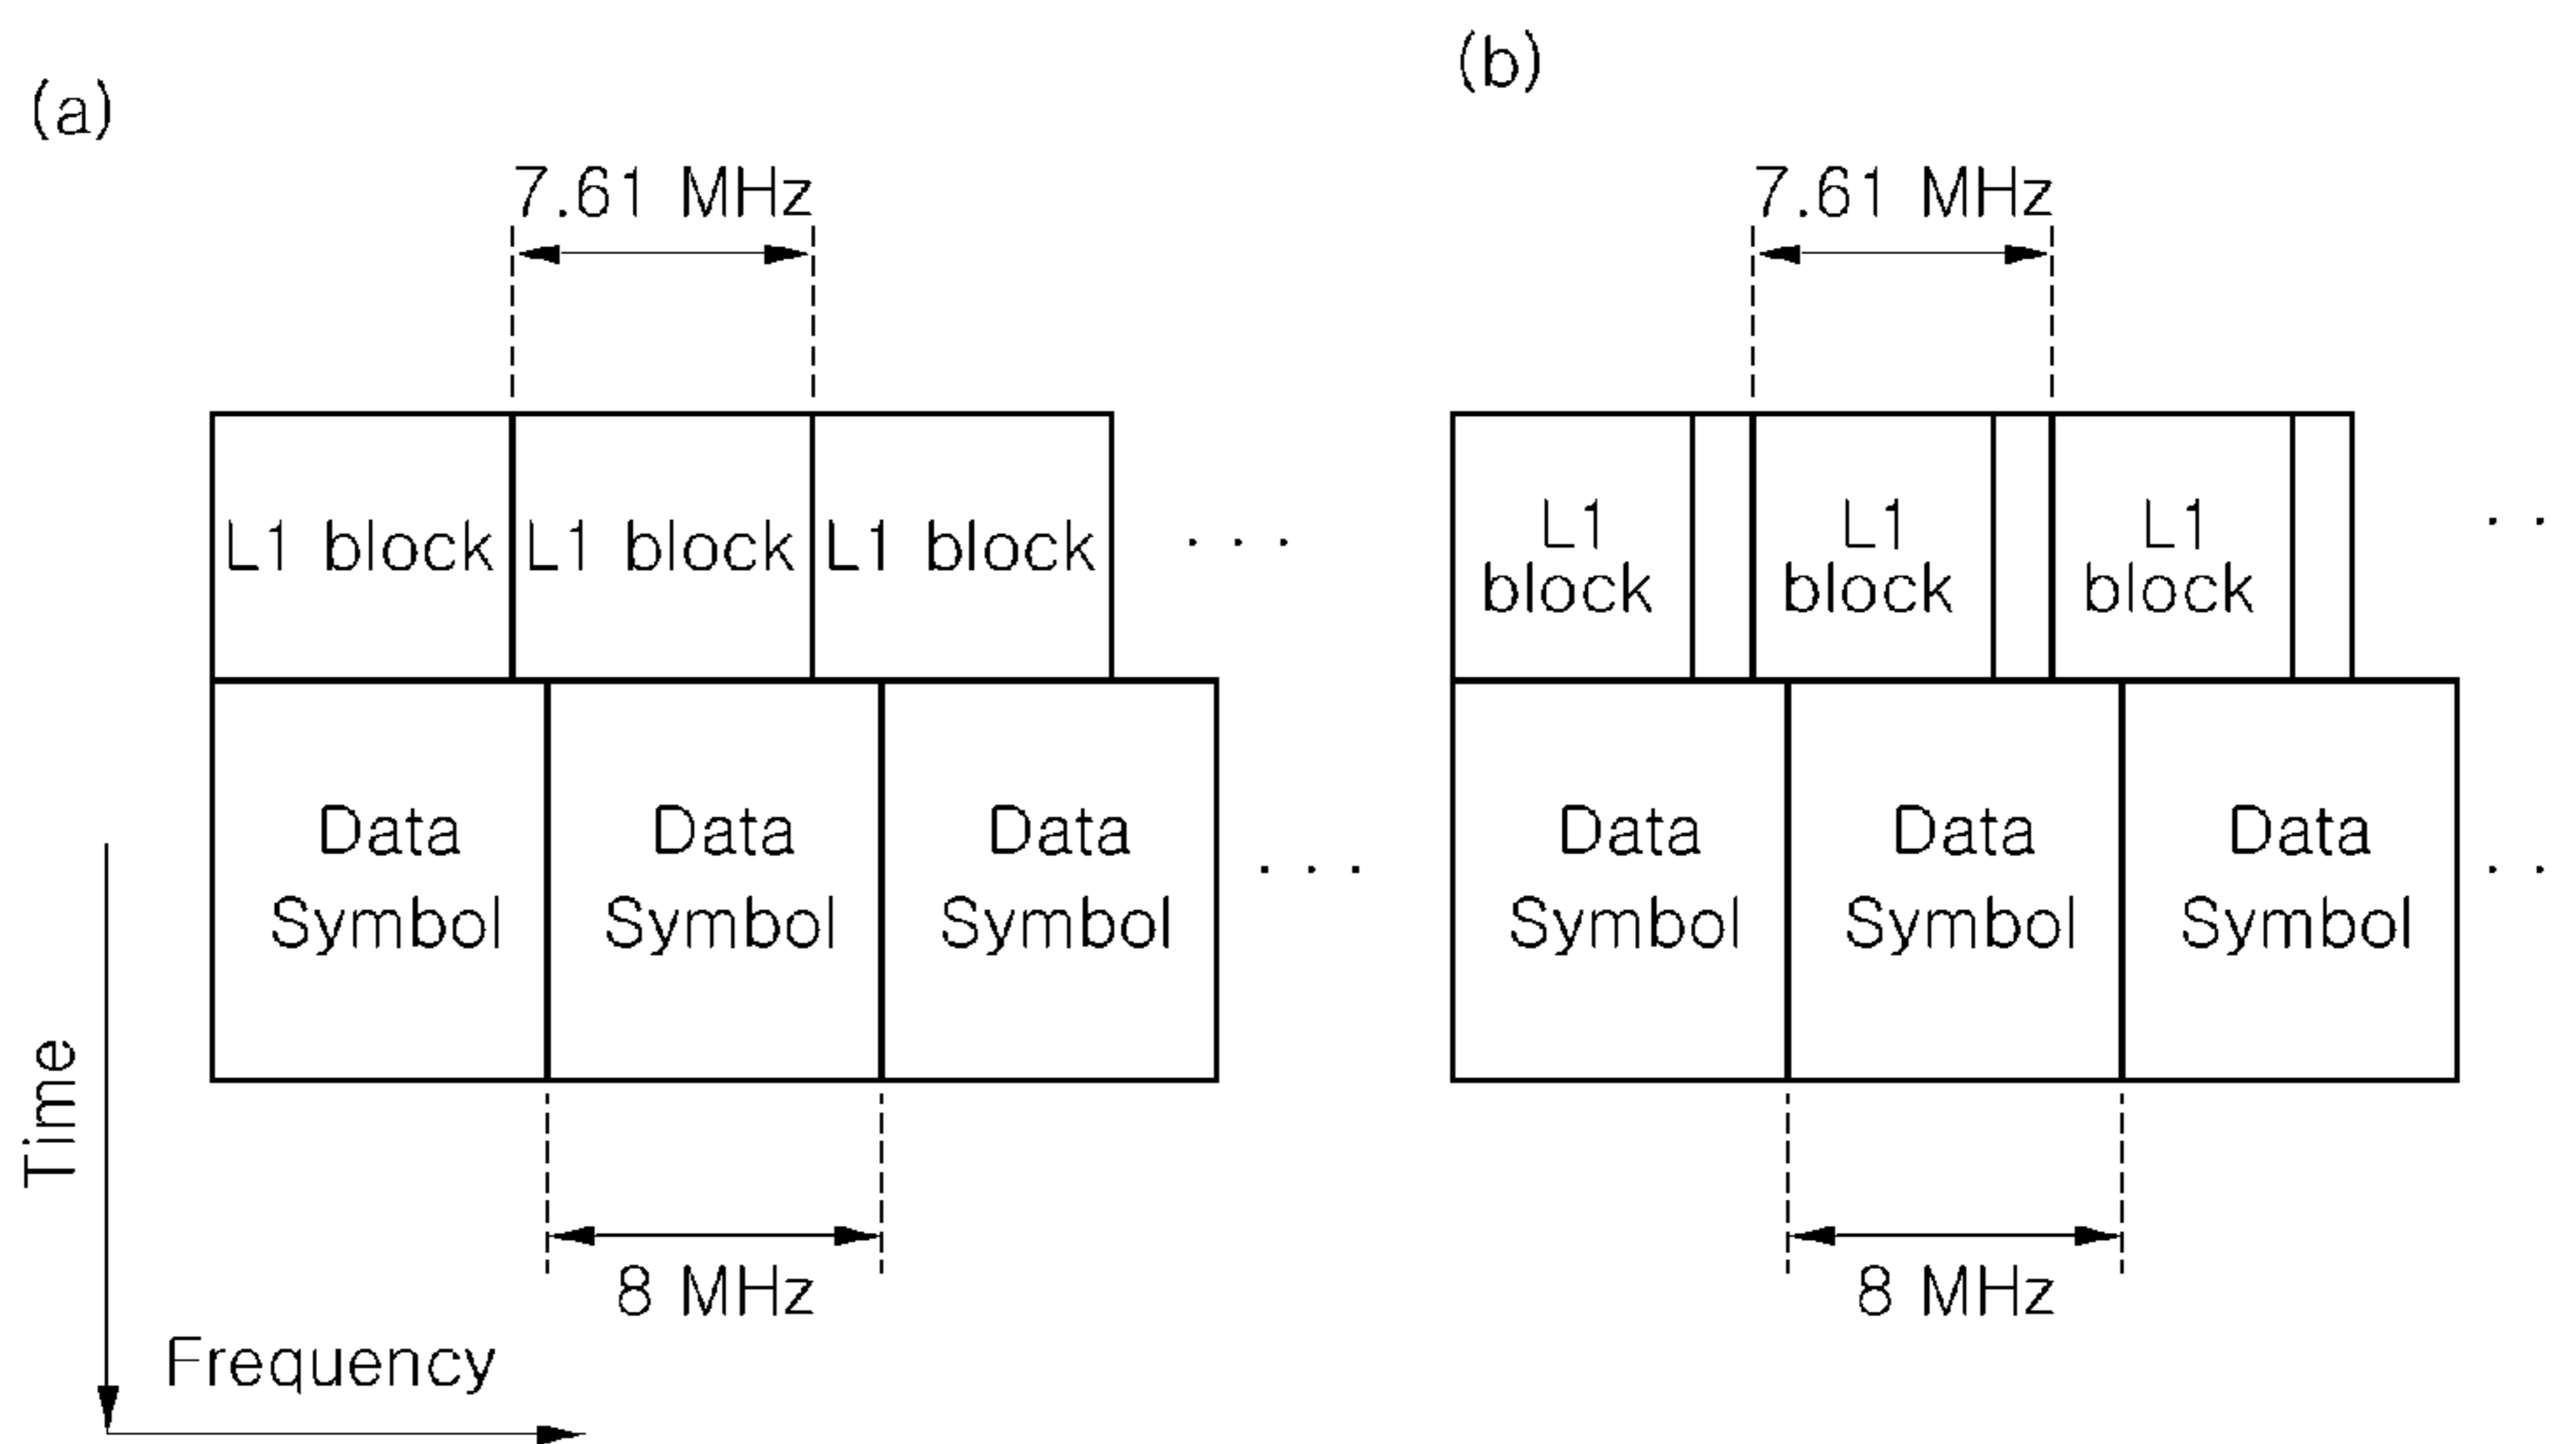 (a)
7.61 MHz
L1 block L1 block L1 block . . .
Data Symbol
Data Symbol
Data Symbol
. . .
8 MHz
Time
Frequency
(b)
7.61 MHz
L1
block
L1
block
L1
block
. .
Data
Symbol
Data
Symbol
Data
Symbol
. .
8 MHz